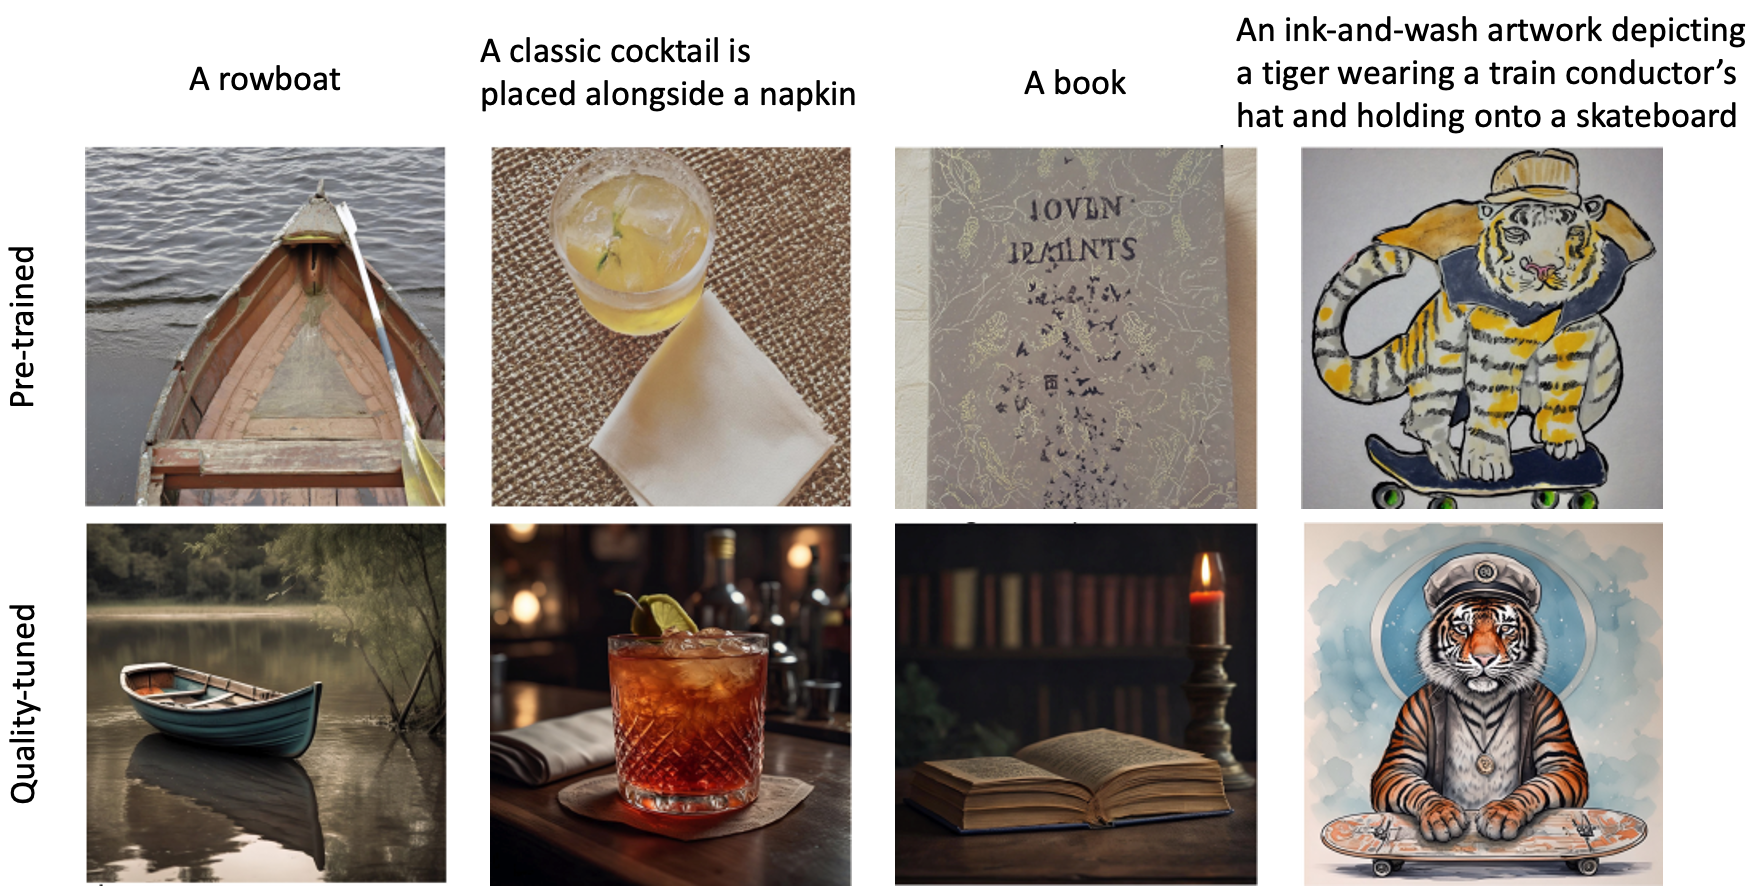 A rowboat
A classic cocktail is
placed alongside a napkin
A book
An ink-and-wash artwork depicting
a tiger wearing a train conductor's
hat and holding onto a skateboard
Pre-trained
IOVEN
Quality-tuned